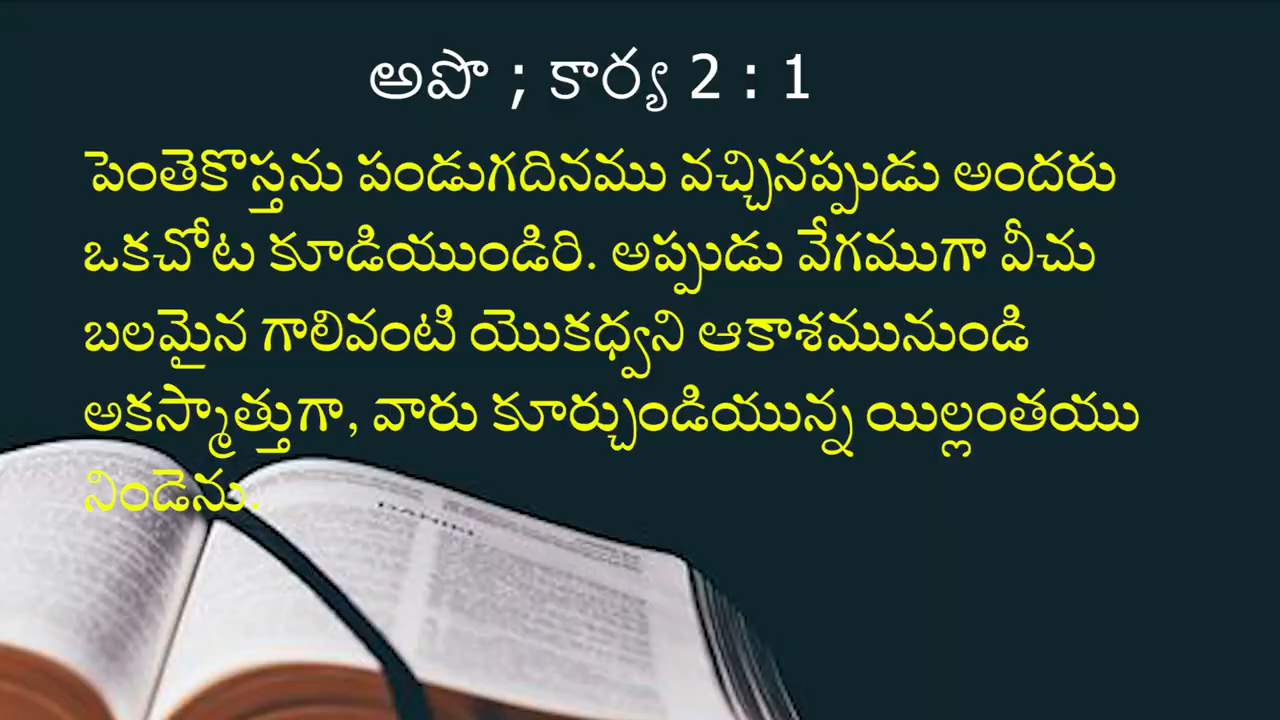 అపొ ; కార్య 2 : 1
పెంతెకొస్తను పండుగదినము వచ్చినప్పుడు అందరు
ఒకచోట కూడియుండిరి. అప్పుడు వేగముగా వీచు
బలమైన గాలివంటి యొకధ్వని ఆకాశమునుండి
అకస్మాత్తుగా, వారు కూర్చుండియున్న యిల్లంతయు
నిండెను.
DANIEL